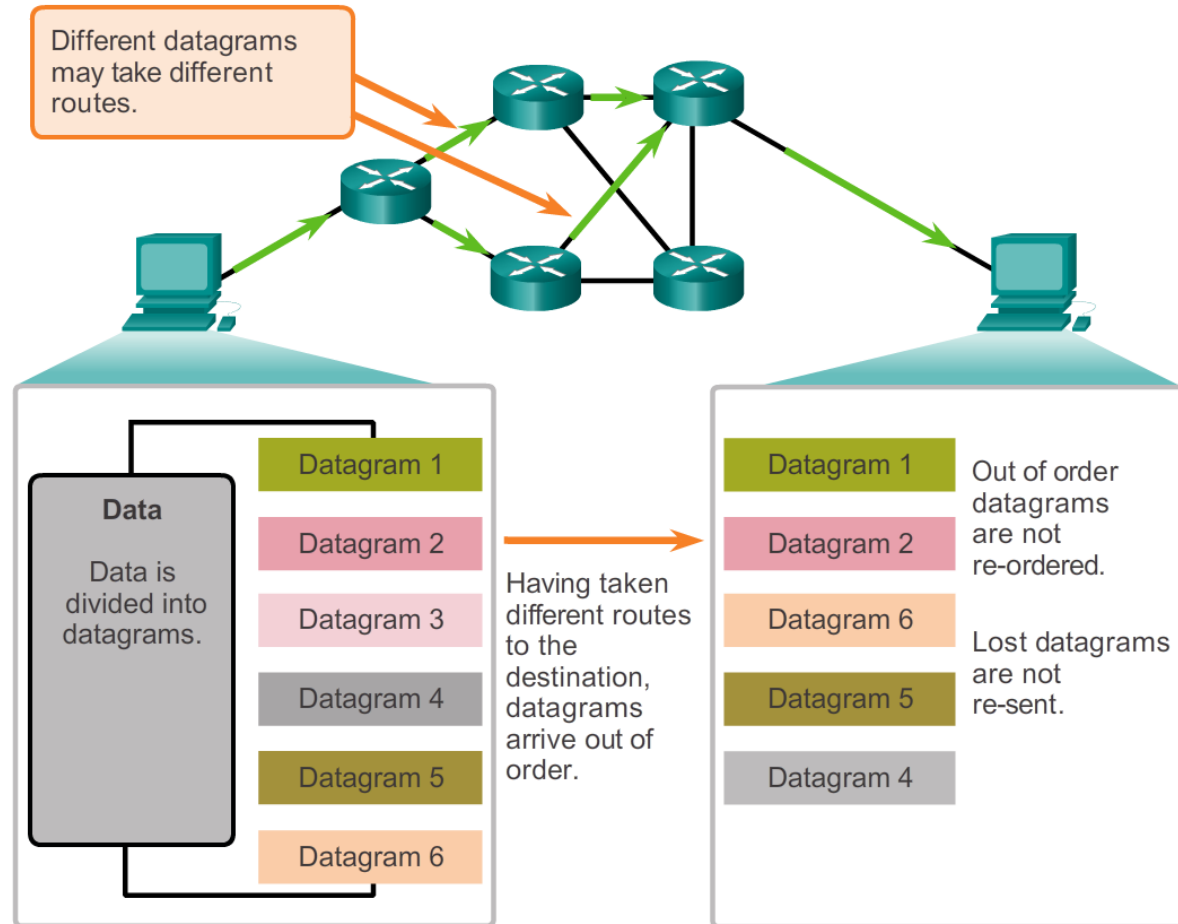 Different datagrams
may take different
routes.
Data
Data is
divided into
datagrams.
Datagram 1
Datagram 2
Datagram 3
Datagram 4
Datagram 5
Datagram 6
Having taken
different routes
to the
destination,
datagrams
arrive out of
order.
Datagram 1
Datagram 2
Datagram 6
Datagram 5
Datagram 4
Out of order
datagrams
are not
re-ordered.
Lost datagrams
are not
re-sent.